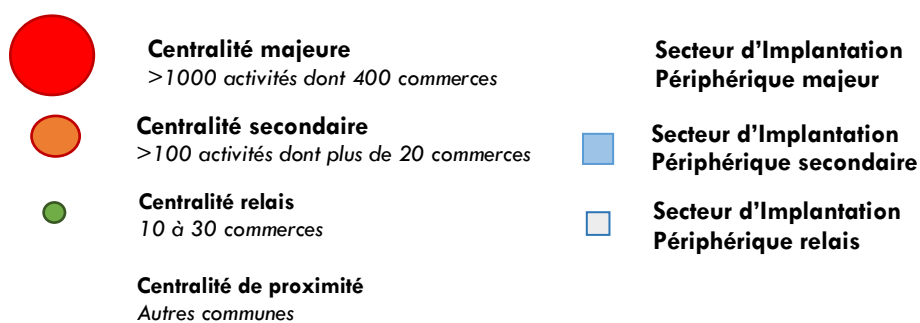 Centralité majeure
>1000 activités dont 400 commerces
Centralité secondaire
>100 activités dont plus de 20 commerces
Centralité relais
10 à 30 commerces
Centralité de proximité
Autres communes
Secteur d'Implantation
Périphérique majeur
Secteur d'Implantation
Périphérique secondaire
Secteur d'Implantation
Périphérique relais